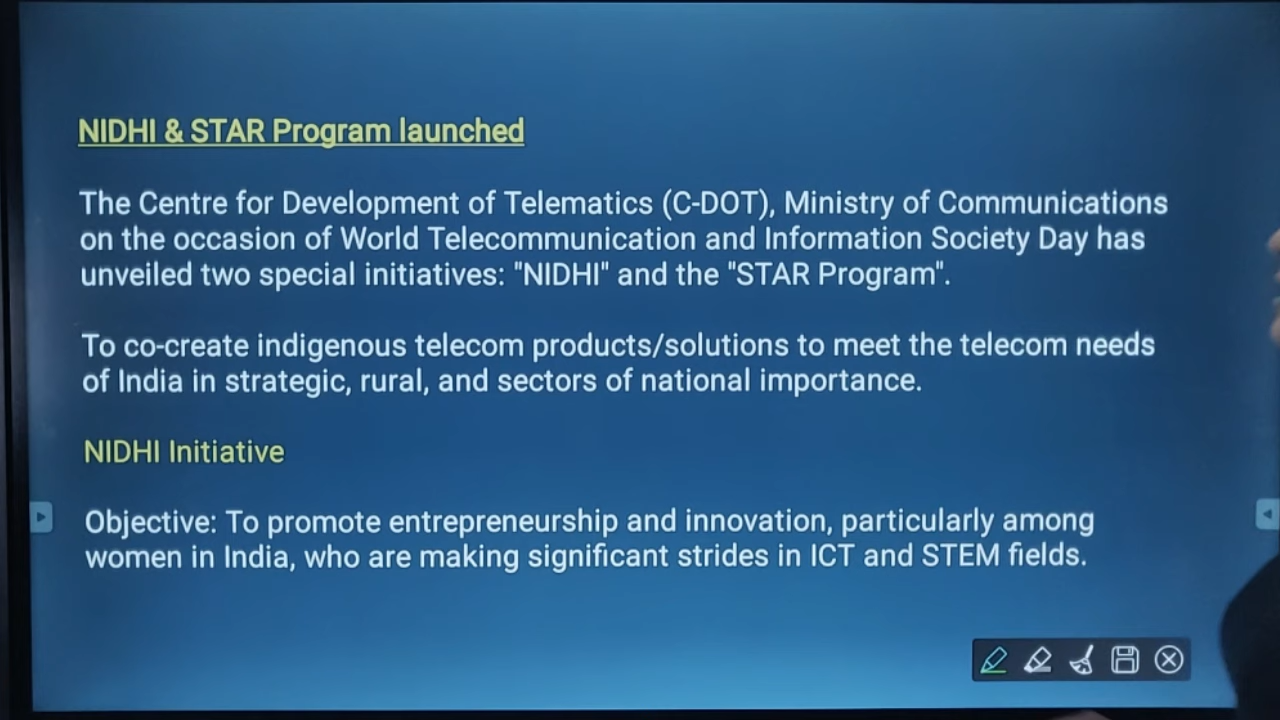 NIDHI & STAR Program launched
The Centre for Development of Telematics (C-DOT), Ministry of Communications
on the occasion of World Telecommunication and Information Society Day has
unveiled two special initiatives: "NIDHI" and the "STAR Program".
To co-create indigenous telecom products/solutions to meet the telecom needs
of India in strategic, rural, and sectors of national importance.
NIDHI Initiative
Objective: To promote entrepreneurship and innovation, particularly among
women in India, who are making significant strides in ICT and STEM fields.